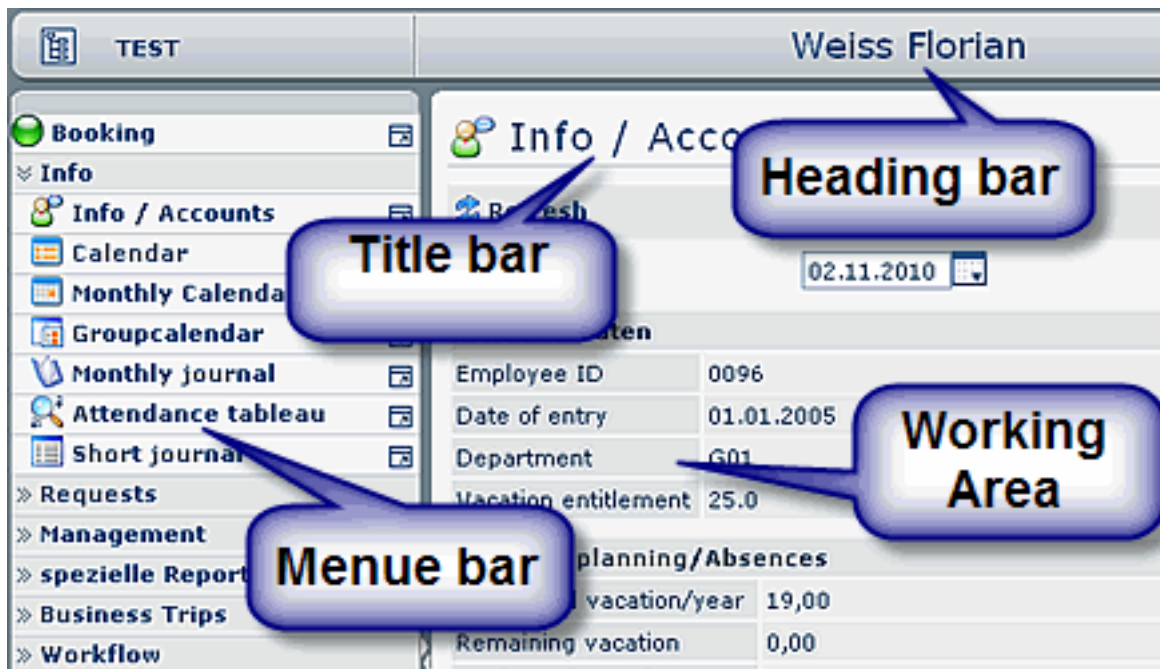 TEST
Weiss Florian
Booking
Info
Info / Accounts
Calendar
Monthly
Groupcalendar
Monthly journal
Attendance tableau
Short journal
Requests
Management
spezielle
Business Trips
Workflow
Info /
Refresh
02.11.2010
Employee ID 0096
Date of entry 01.01.2005
Department G01
Vacation entitlement 25.0
planning/Absences
vacation/year 19,00
Remaining vacation 0,00
Title bar
Heading bar
Working
Area
Menue bar